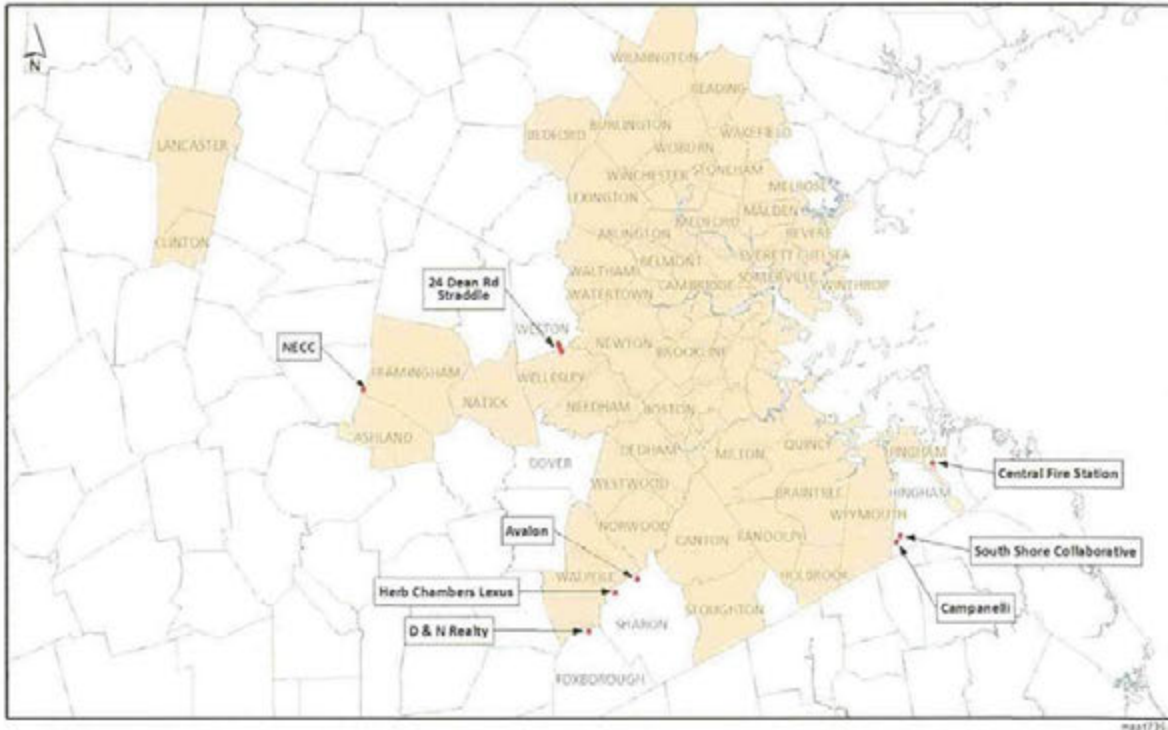 N
WILMINGTON
READING
BEDFORD
BURLINGTON
WAKEFIELD
WOBURN
LANCASTER
STONEHAM
WINCHESTER
MELROSE
LEXINGTON
MALDEN
MEDFORD
ARLINGTON
REVERE
CLINTON
EVERETT CHELSEA
BELMONT
WALTHAM
SOMERVILLE
CAMBRIDGE
WINTHROP
WATERTOWN
24 Dean Rd
Straddle
WESTON
NEWTON
BROOKLINE
NECC
FRAMINGHAM
WELLESLEY
NATICK
NEEDHAM
BOSTON
ASHLAND
DEDHAM
MILTON
QUINCY
HINGHAM
DOVER
Central Fire Station
WESTWOOD
BRAINTREE
HINGHAM
WEYMOUTH
Avalon
NORWOOD
CANTON
RANDOLPH
South Shore Collaborative
WALPOLE
HOLBROOK
Herb Chambers Lexus
Campanelli
STOUGHTON
SHARON
D & N Realty
FOXBOROUGH